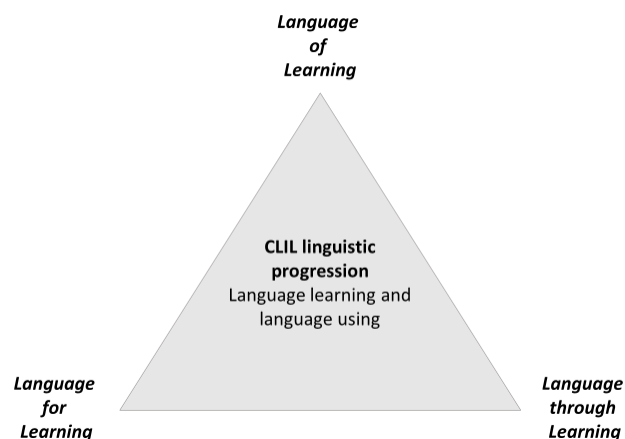 Language
of
Learning
CLIL linguistic
progression
Language learning and
language using
Language
for
Learning
Language
through
Learning